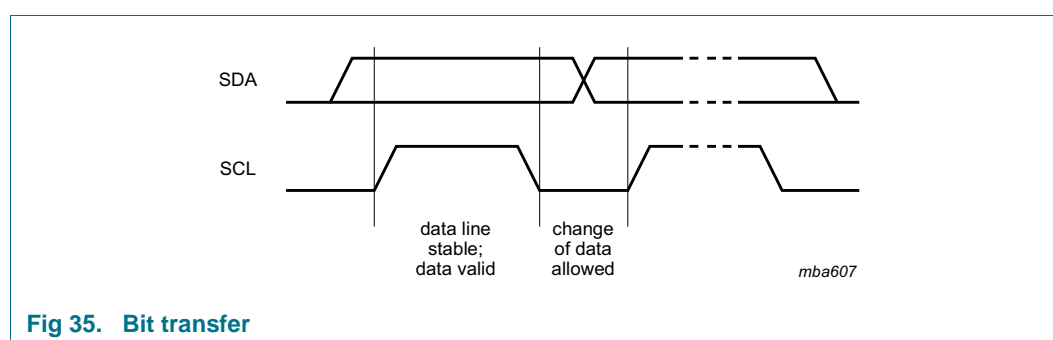 SDA
SCL
data line
stable;
data valid
change
of data
allowed
mba607
Fig 35. Bit transfer